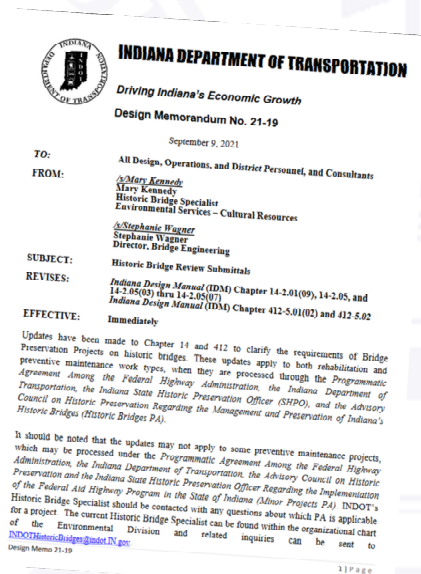 INDIANA DEPARTMENT OF TRANSPORTATION
INDIANA
INDOT
DEPARTMENT OF TRANSPORTATION
Driving Indiana's Economic Growth
Design Memorandum No. 21-19
September 9, 2021
TO: All Design, Operations, and District Personnel, and Consultants
FROM: /s/Mary Kennedy
Mary Kennedy
Historic Bridge Specialist
Environmental Services – Cultural Resources
/s/Stephanie Wagner
Stephanie Wagner
Director, Bridge Engineering
SUBJECT: Historic Bridge Review Submittals
REVISES: Indiana Design Manual (IDM) Chapter 14-2.01(09), 14-2.05, and
14-2.05(03) thru 14-2.05(07)
Indiana Design Manual (IDM) Chapter 412-5.01(02) and 412-5.02
EFFECTIVE: Immediately
Updates have been made to Chapter 14 and 412 to clarify the requirements of Bridge
Preservation Projects on historic bridges. These updates apply to both rehabilitation and
preventive maintenance work types, when they are processed through the Programmatic
Agreement Among the Federal Highway Administration, the Indiana Department of
Transportation, the Indiana State Historic Preservation Officer (SHPO), and the Advisory
Council on Historic Preservation Regarding the Management and Preservation of Indiana's
Historic Bridges (Historic Bridges PA).
It should be noted that the updates may not apply to some preventive maintenance projects,
which may be processed under the Programmatic Agreement Among the Federal Highway
Administration, the Indiana Department of Transportation, the Advisory Council on Historic
Preservation and the Indiana State Historic Preservation Officer Regarding the Implementation
of the Federal Aid Highway Program in the State of Indiana (Minor Projects PA) INDOT's
Historic Bridge Specialist should be contacted with any questions about which PA is applicable
for a project. The current Historic Bridge Specialist can be found within the organizational chart
of the Environmental Division and related inquiries can be sent to
INDOTHistoricBridges@indot.IN.gov.
Design Memo 21-19
1 | Page